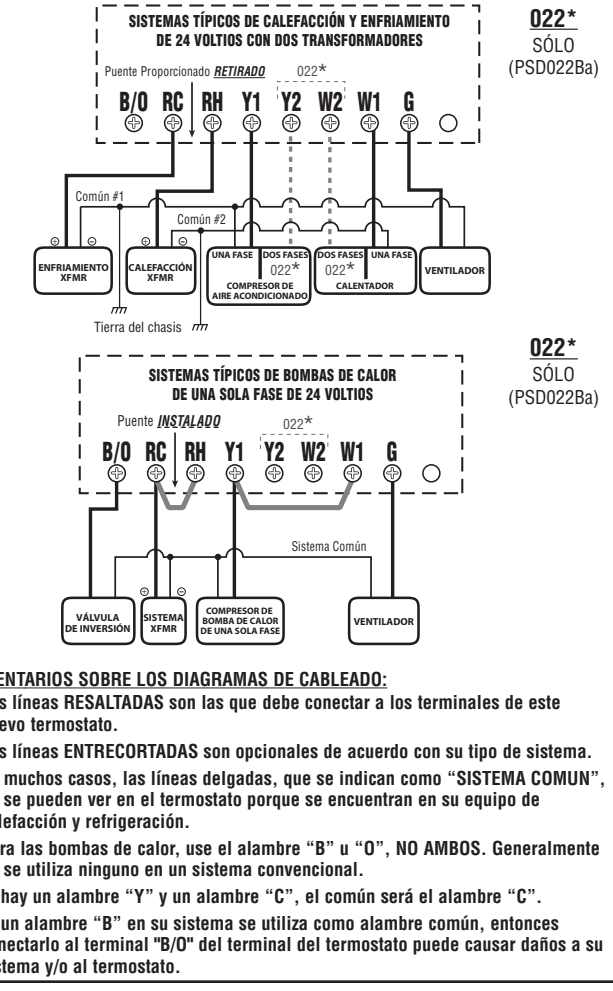 SISTEMAS TÍPICOS DE CALEFACCIÓN Y ENFRIAMIENTO
DE 24 VOLTIOS CON DOS TRANSFORMADORES
022*
SÓLO
(PSD022Ba)
Puente Proporcionado RETIRADO
022*
B/O RC RH Y1 Y2 W2 W1 G
Común #1
Común #2
ENFRIAMIENTO
XFMR
CALEFACCIÓN
XFMR
UNA FASE
DOS FASES
022*
COMPRESOR DE
AIRE ACONDICIONADO
DOS FASES
UNA FASE
022*
CALENTADOR
VENTILADOR
Tierra del chasis
022*
SÓLO
(PSD022Ba)
SISTEMAS TÍPICOS DE BOMBAS DE CALOR
DE UNA SOLA FASE DE 24 VOLTIOS
Puente INSTALADO
022*
B/O RC RH Y1 Y2 W2 W1 G
Sistema Común
VÁLVULA
DE INVERSIÓN
SISTEMA
XFMR
COMPRESOR DE
BOMBA DE CALOR
DE UNA SOLA FASE
VENTILADOR
ENTARIOS SOBRE LOS DIAGRAMAS DE CABLEADO:
s líneas RESALTADAS son las que debe conectar a los terminales de este
evo termostato.
s líneas ENTRECORTADAS son opcionales de acuerdo con su tipo de sistema.
muchos casos, las líneas delgadas, que se indican como “SISTEMA COMUN”,
se pueden ver en el termostato porque se encuentran en su equipo de
lefacción y refrigeración.
ra las bombas de calor, use el alambre “B” u “O”, NO AMBOS. Generalmente
se utiliza ninguno en un sistema convencional.
hay un alambre “Y” y un alambre “C”, el común será el alambre “C”.
un alambre “B” en su sistema se utiliza como alambre común, entonces
nectarlo al terminal "B/O" del terminal del termostato puede causar daños a su
stema y/o al termostato.